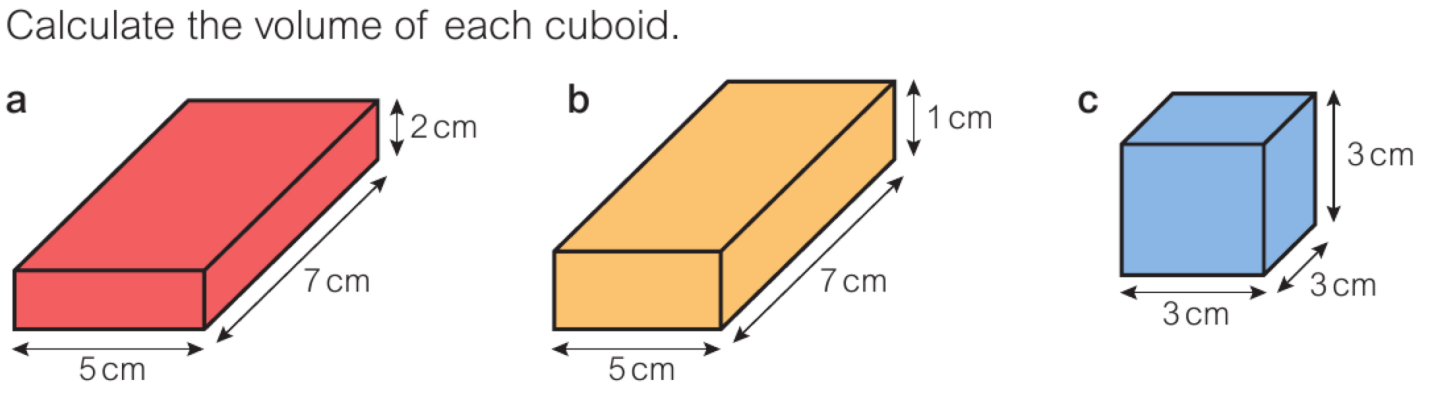 Calculate the volume of each cuboid.
a
2 cm
7 cm
5 cm
b
1 cm
7 cm
5 cm
c
3 cm
3 cm
3 cm